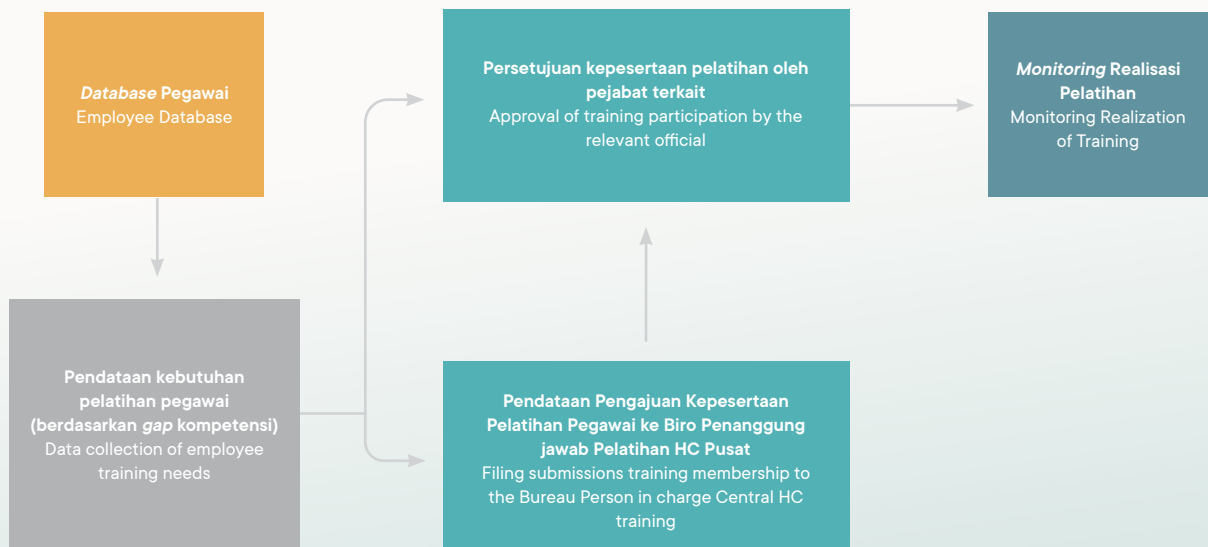 Database Pegawai
Employee Database
Pendataan kebutuhan
pelatihan pegawai
(berdasarkan gap kompetensi)
Data collection of employee
training needs
Persetujuan kepesertaan pelatihan oleh
pejabat terkait
Approval of training participation by the
relevant official
Pendataan Pengajuan Kepesertaan
Pelatihan Pegawai ke Biro Penanggung
jawab Pelatihan HC Pusat
Filing submissions training membership to
the Bureau Person in charge Central HC
training
Monitoring Realisasi
Pelatihan
Monitoring Realization
of Training